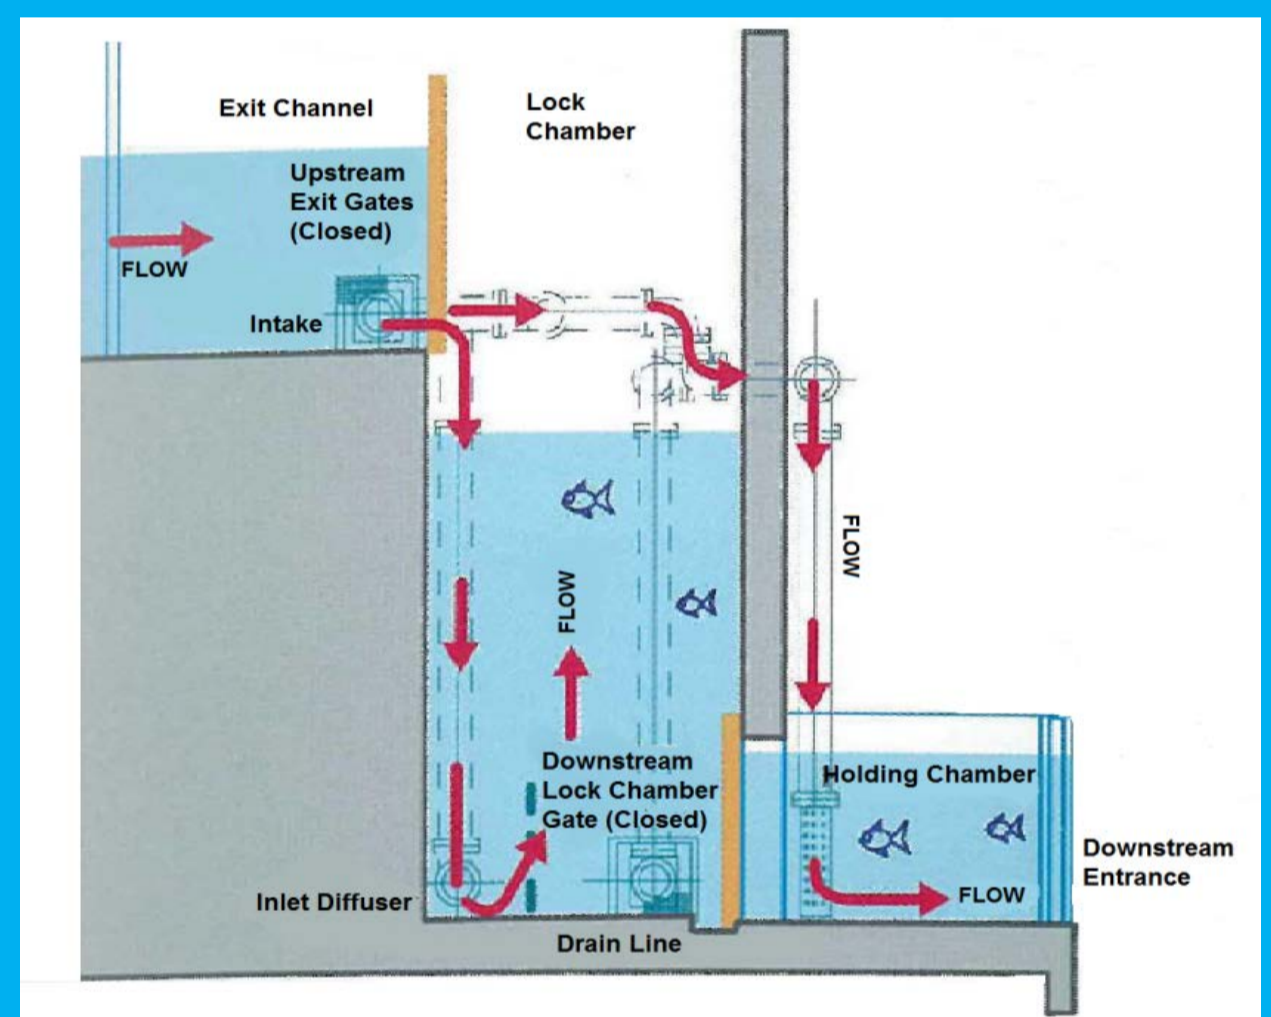 Exit Channel
Lock
Chamber
Upstream
Exit Gates
(Closed)
FLOW
Intake
FLOW
FLOW
Downstream
Lock Chamber
Gate (Closed)
Holding Chamber
Downstream
Entrance
Inlet Diffuser
FLOW
Drain Line